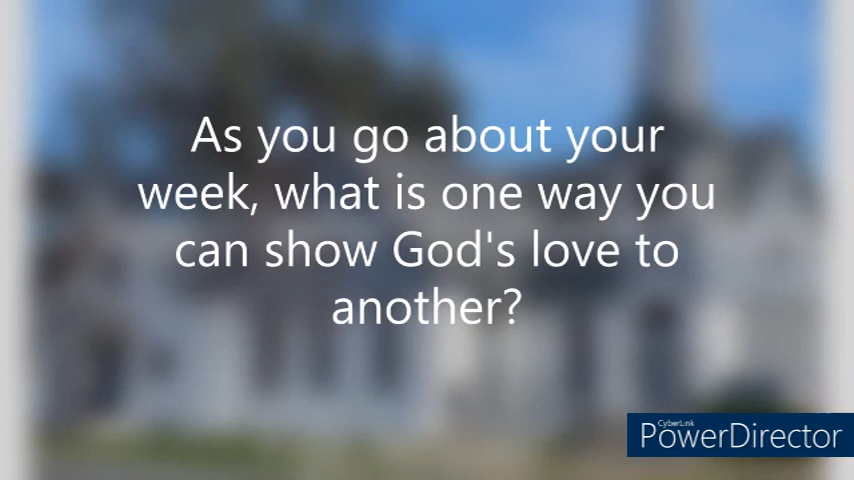 As you go about your
week, what is one way you
can show God's love to
another?
CyberLink
PowerDirector